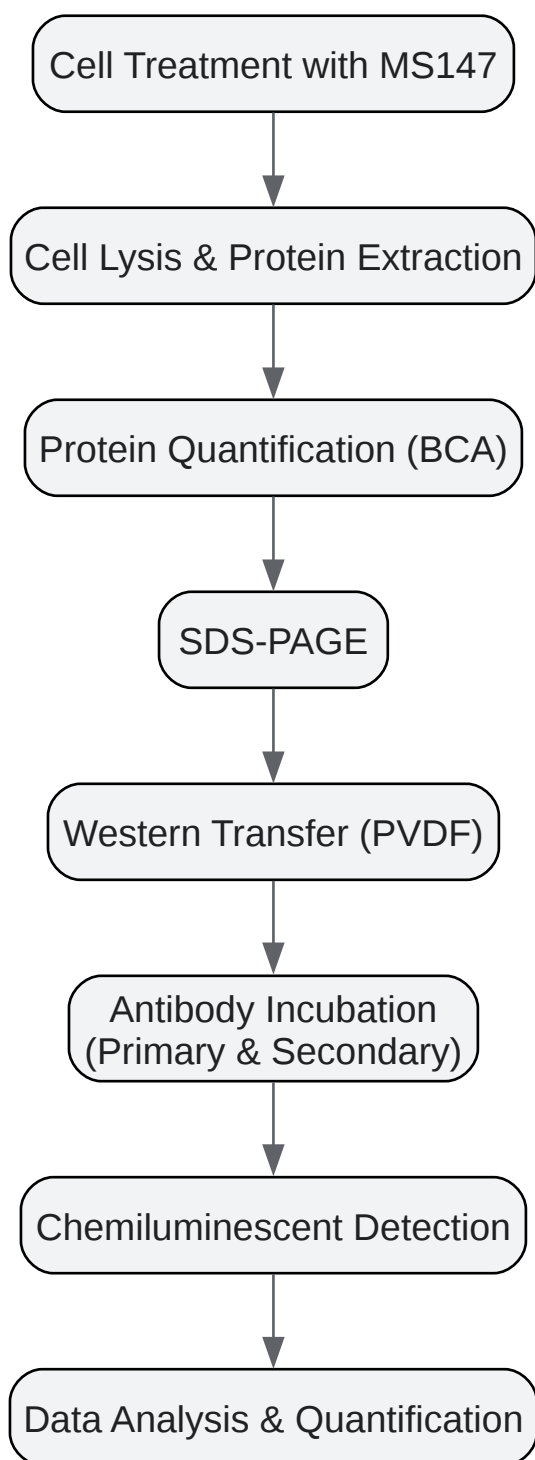 Cell Treatment with MS147
Cell Lysis & Protein Extraction
Protein Quantification (BCA)
SDS-PAGE
Western Transfer (PVDF)
Antibody Incubation
(Primary & Secondary)
Chemiluminescent Detection
Data Analysis & Quantification